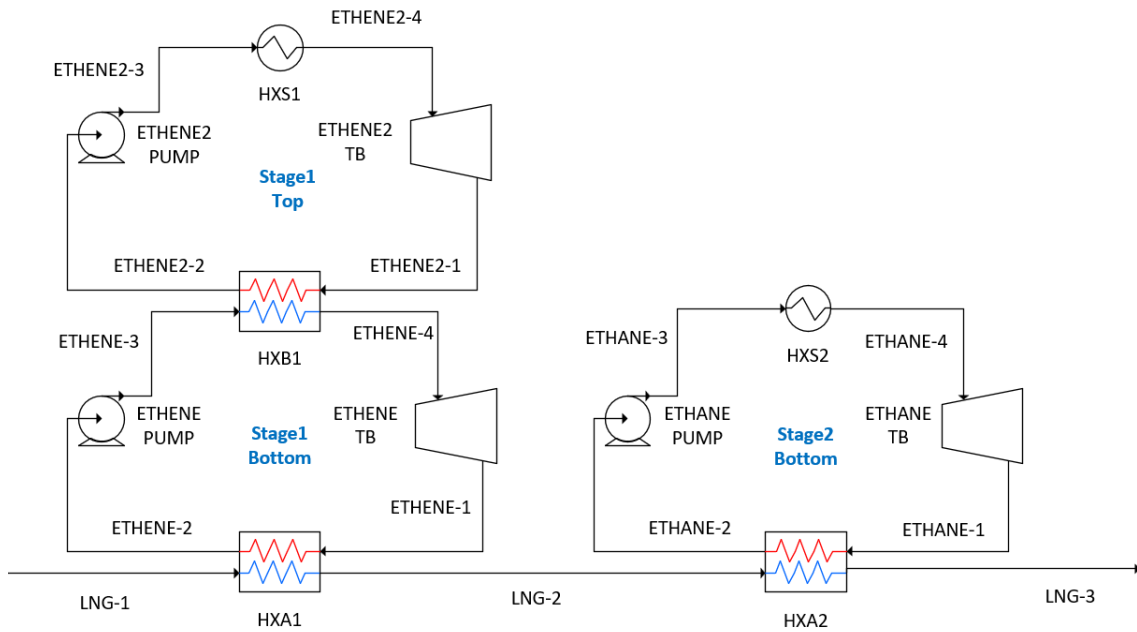 ETHENE2-4
ETHENE2-3
HXS1
ETHENE2
PUMP
ETHENE2
TB
Stage1
Top
ETHENE2-2
ETHENE2-1
ETHENE-3
HXB1
ETHENE-4
ETHENE
PUMP
ETHENE
TB
Stage1
Bottom
ETHENE-2
ETHENE-1
LNG-1
HXA1
LNG-2
ETHANE-3
HXS2
ETHANE-4
ETHANE
PUMP
ETHANE
TB
Stage2
Bottom
ETHANE-2
ETHANE-1
HXA2
LNG-3